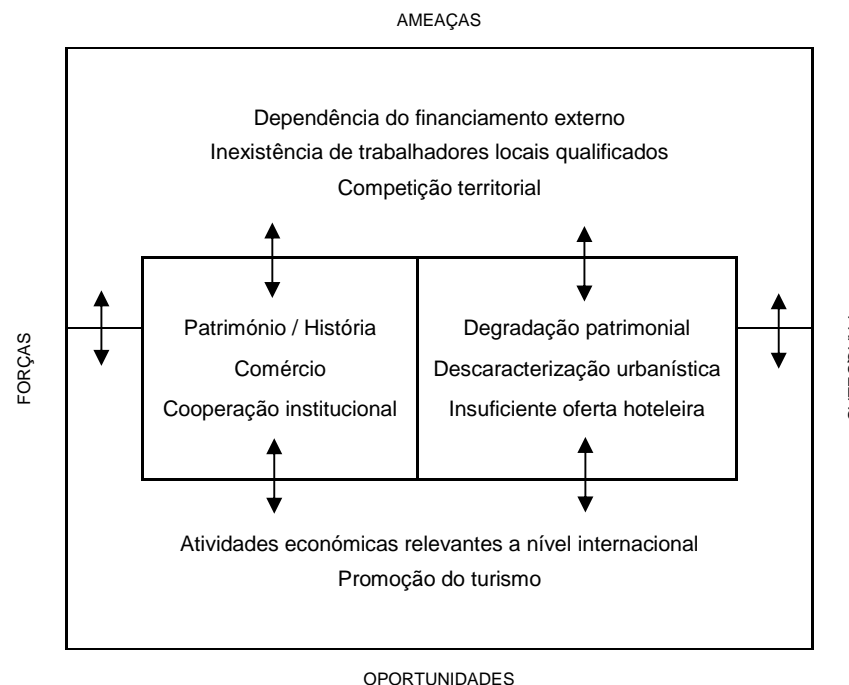 AMEAÇAS
Dependência do financiamento externo
Inexistência de trabalhadores locais qualificados
Competição territorial
FORÇAS
Património / História
Comércio
Cooperação institucional
Degradação patrimonial
Descaracterização urbanística
Insuficiente oferta hoteleira
Atividades económicas relevantes a nível internacional
Promoção do turismo
OPORTUNIDADES